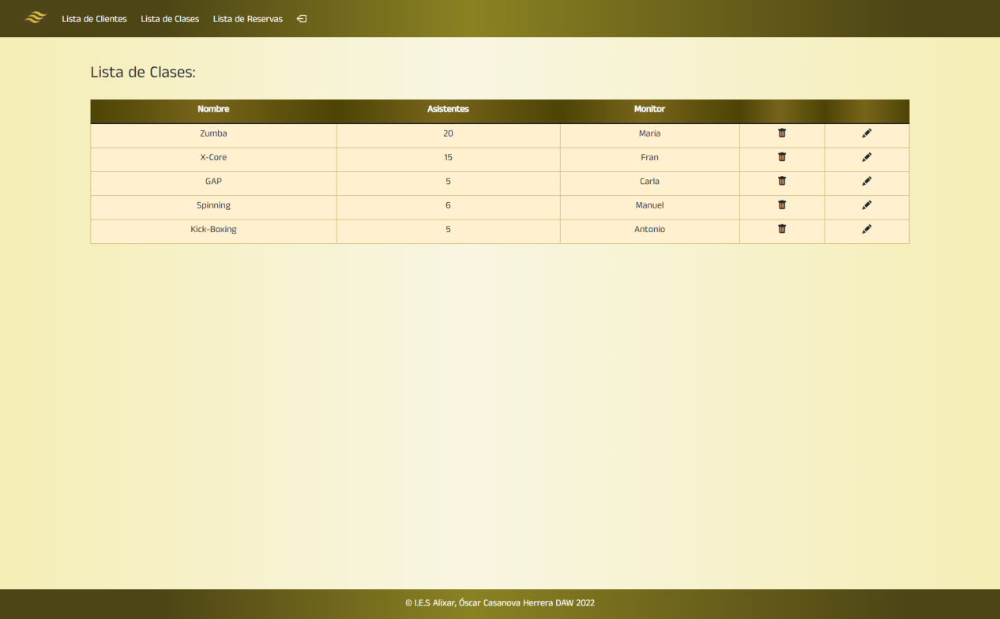 Lista de Clientes Lista de Clases Lista de Reservas
Lista de Clases:
Nombre Asistentes Monitor
Zumba 20 María
X-Core 15 Fran
GAP 5 Carla
Spinning 6 Manuel
Kick-Boxing 5 Antonio
© I.E.S Alixar, Óscar Casanova Herrera DAW 2022